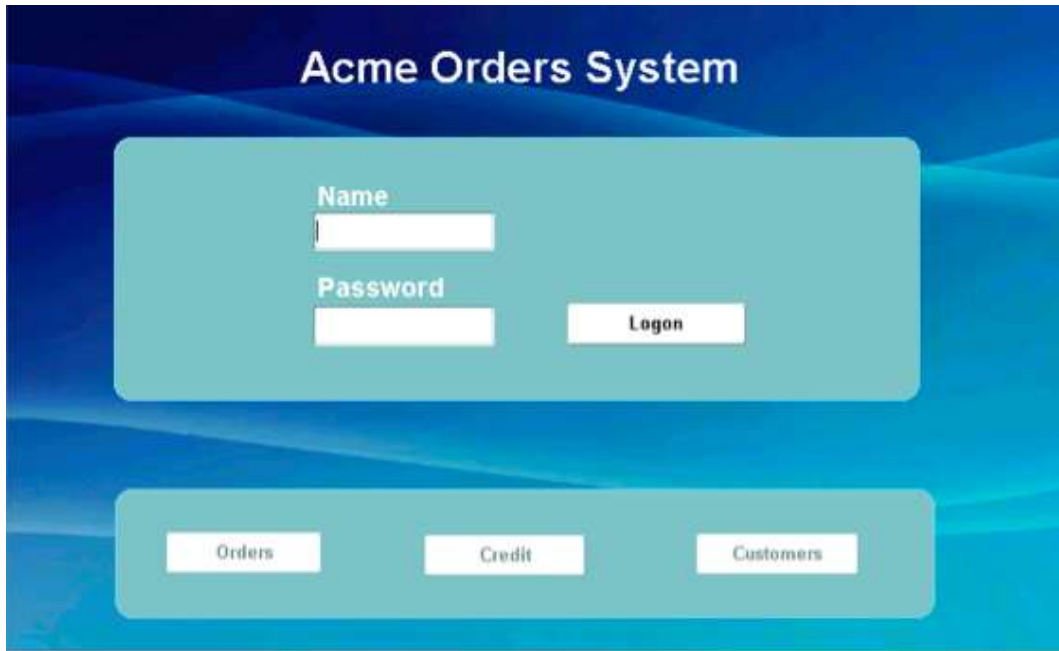 Acme Orders System
Name
Password
Logon
Orders
Credit
Customers